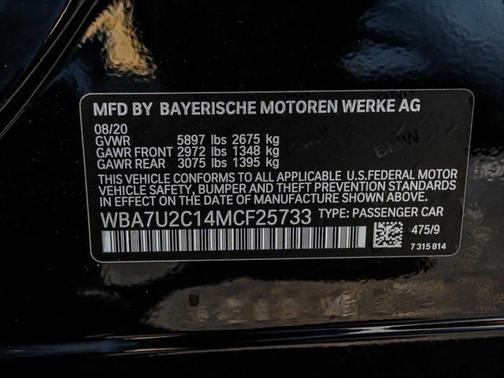 MFD BY BAYERISCHE MOTOREN WERKE AG
08/20
GVWR 5897 lbs 2675 kg
GAWR FRONT 2972 lbs 1348 kg
GAWR REAR 3075 lbs 1395 kg
THIS VEHICLE CONFORMS TO ALL APPLICABLE U.S.FEDERAL MOTOR
VEHICLE SAFETY, BUMPER AND THEFT PREVENTION STANDARDS
IN EFFECT ON THE DATE OF MANUFACTURE SHOWN ABOVE.
WBA7U2C14MCF25733 TYPE: PASSENGER CAR
475/9
7 315 814